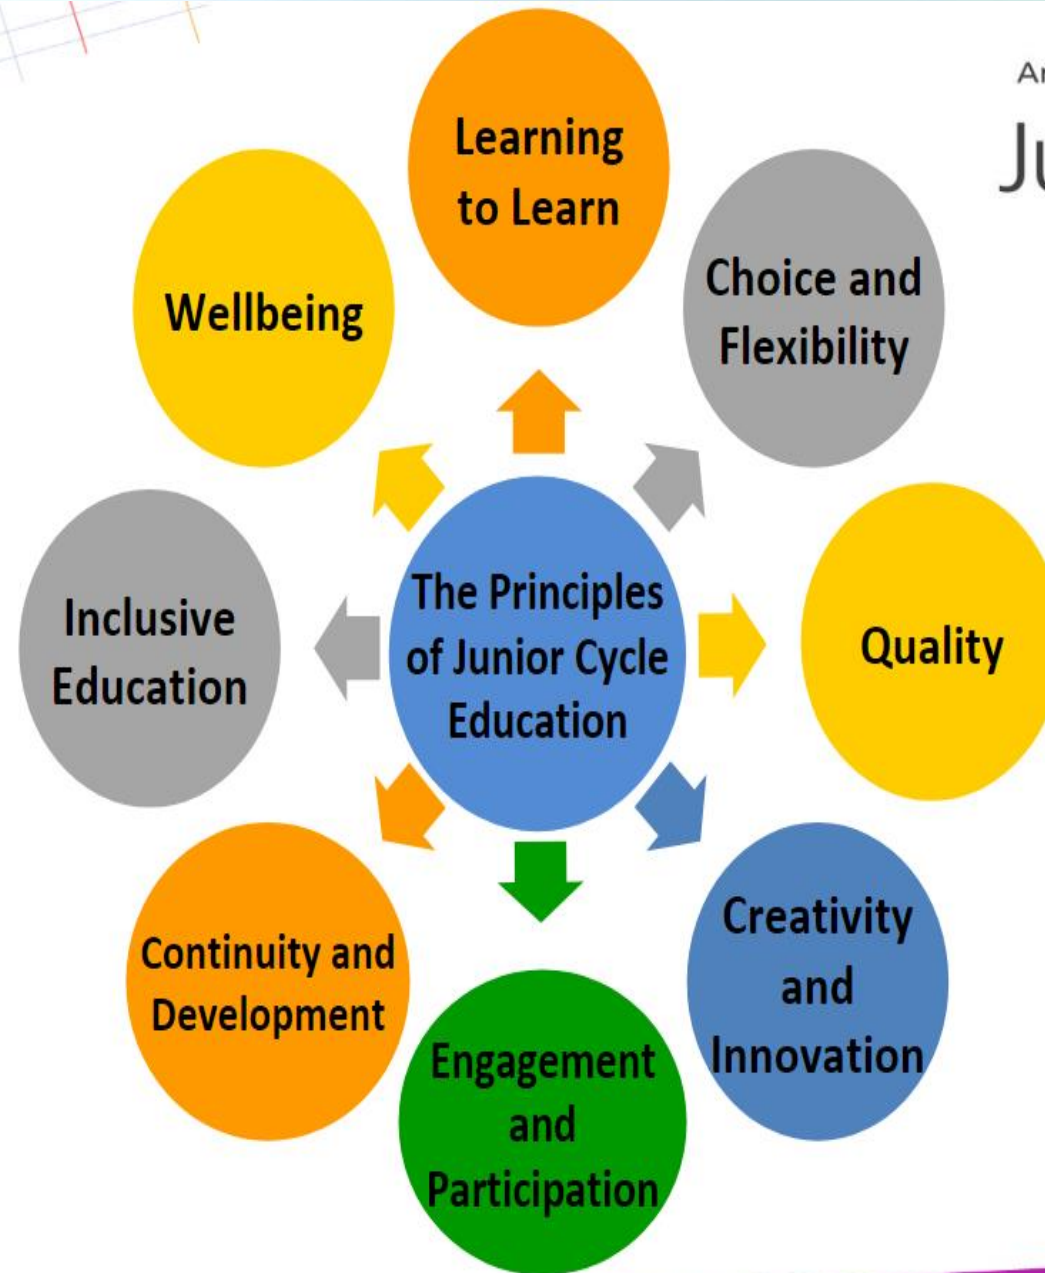 Learning
to Learn
Choice and
Flexibility
Quality
Creativity
and
Innovation
Engagement
and
Participation
Continuity and
Development
Inclusive
Education
Wellbeing
The Principles
of Junior Cycle
Education